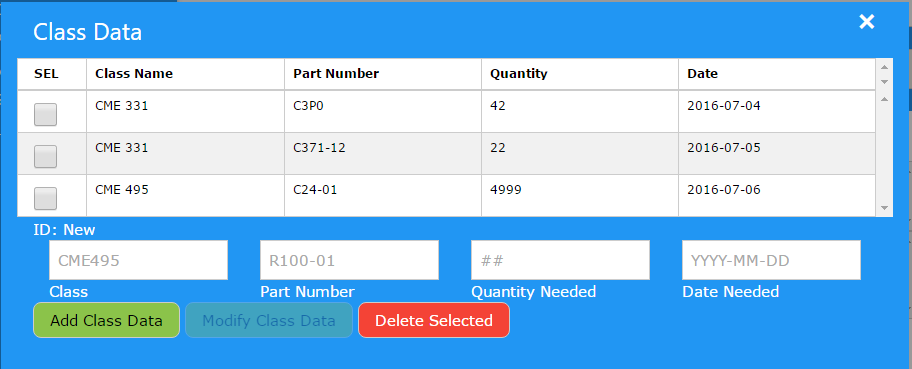 Class Data ×
SEL Class Name Part Number Quantity Date
CME 331 C3P0 42 2016-07-04
CME 331 C371-12 22 2016-07-05
CME 495 C24-01 4999 2016-07-06
ID: New
CME495 R100-01 ## YYYY-MM-DD
Class Part Number Quantity Needed Date Needed
Add Class Data Modify Class Data Delete Selected